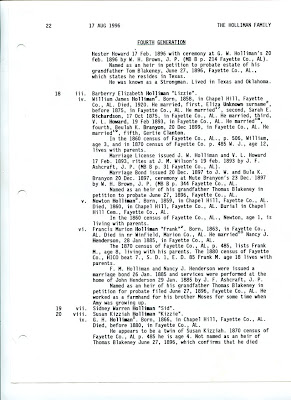 22 17 AUG 1996 THE HOLLIMAN FAMILY
FOURTH GENERATION
Hester Howard 17 Feb. 1896 with ceremony at G. W. Holliman's 20
feb. 1896 by W. H. Brown, J. P. (MB B p. 214 Fayette Co., AL).
Named as an heir in petition to probate estate of his
grandfather Tom Blakeney, June 27, 1896, Fayette Co., AL.,
which states he resides in Texas.
He was known as a Strongman. Lived in Texas and Oklahoma.
18 iii. Barberry Elizabeth Holliman "Lizzie".
iv. William James Holliman. Born, 1858, in Chapel Hill, Fayette
Co., AL. Died, 1920. He married, first, Eliza Unknown surname,
before 1875, in Fayette Co., AL. He married, second, Sarah E.
Richardson, 17 Oct 1875, in Fayette Co., AL. He married, third,
V. L. Howard, 19 Feb 1893, in Fayette Co., AL. He married,
fourth, Beulah K. Branyon, 20 Dec 1899, in Fayette Co., AL. He
married, fifth, Gertie Clanton.
In the 1860 census of Fayette Co., AL., p. 506, William,
age 3, and in 1870 census of Fayette Co. p. 485 W. J., age 12,
lives with parents.
Marriage License issued J. W. Holliman and V. L. Howard
17 Feb. 1893, rites at J. M. Wilson's 19 Feb. 1893 by J. F.
Ashcraft, J. P. (MB B p. 31 Fayette Co. AL).
Marriage Bond issued 20 Dec. 1897 to J. W. and Dula K.
Branyon 20 Dec. 1897, ceremony at Nute Branyon's 23 Dec. 1897
by W. H. Brown, J. P. (MB B p. 344 Fayette Co., AL.
Named as an heir of his grandfather Thomas Blakeney in
petition to probate June 27, 1896, Fayette Co., AL.
v. Newton Holliman. Born, 1859, in Chapel Hill, Fayette Co., AL.
Died, 1860, in Chapel Hill, Fayette Co., AL. Burial in Chapel
Hill Cem., Fayette Co., AL.
In the 1860 census of Fayette Co., AL., Newton, age 1, is
living with parents.
vi. Francis Marion Holliman "Frank". Born, 1863, in Fayette Co.,
AL. Died in nr Winfield, Marion Co., AL. He married Nancy J.
Henderson, 28 Jan 1885, in Fayette Co., AL.
The 1870 census of Fayette Co., AL p. 485, lists Frank
M., age 8, living with his parents. The 1880 census of Fayette
Co., MICO beat 7., S. D. 1, E. D. 85 Frank M. age 18 lives with
parents.
F. M. Holliman and Nancy J. Henderson were issued a
marriage bond 26 Jan. 1885 and services were performed at the
home of John Henderson 29 Jan. 1885 by J. F. Ashcraft, J. P.
Named as an heir of his grandfather Thomas Blakeney in
petition for probate filed June 27, 1896, Fayette Co., AL. He
worked as a farmhand for his brother Moses for some time when
Amy was growing up.
19 vii. Sidney Warren Holliman "Sid".
20 viii. Susan Kizziah Holliman "Kizzie".
ix. G. H. Holliman. Born, 1866, in Chapel Hill, Fayette Co., AL.
Died, before 1880, in Fayette Co., AL.
He appears to be a twin of Susan Kizziah. 1870 census of
Fayette Co., AL p. 485 he is age 4. Not named as an heir of
Thomas Blakeney June 27, 1896, which confirms that he died